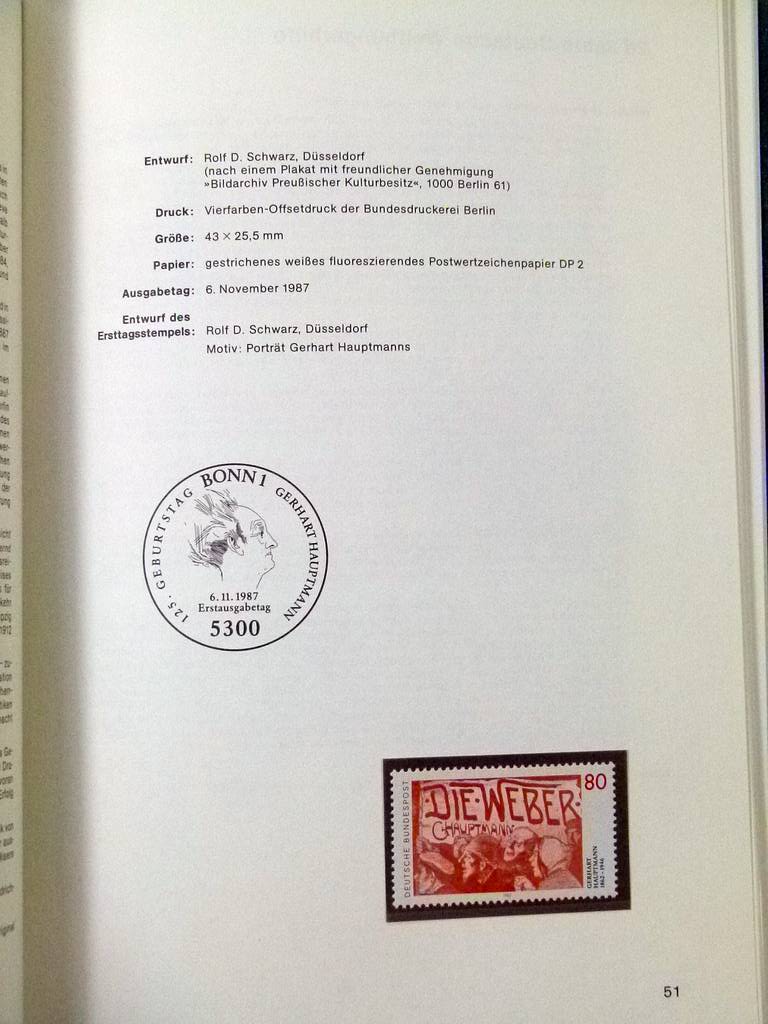 Entwurf: Rolf D. Schwarz, Düsseldorf
(nach einem Plakat mit freundlicher Genehmigung
»Bildarchiv Preußischer Kulturbesitz«, 1000 Berlin 61)
Druck: Vierfarben-Offsetdruck der Bundesdruckerei Berlin
Größe: 43 × 25,5 mm
Papier: gestrichenes weißes fluoreszierendes Postwertzeichenpapier DP 2
Ausgabetag: 6. November 1987
Entwurf des
Ersttagsstempels: Rolf D. Schwarz, Düsseldorf
Motiv: Porträt Gerhart Hauptmanns
125. GEBURTSTAG GERHART HAUPTMANN
BONN 1
6.11.1987
Erstausgabetag
5300
DEUTSCHE BUNDESPOST
80
DIE·WEBER·
G·HAUPTMANN
GERHART
HAUPTMANN
1862-1946
51